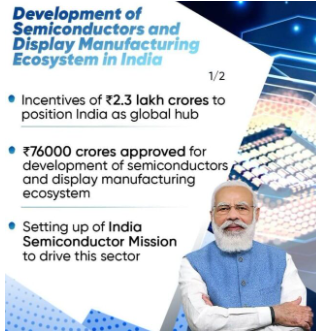 Development of
Semiconductors and
Display Manufacturing
Ecosystem in India
1/2
Incentives of ₹2.3 lakh crores to
position India as global hub
₹76000 crores approved for
development of semiconductors
and display manufacturing
ecosystem
Setting up of India
Semiconductor Mission
to drive this sector